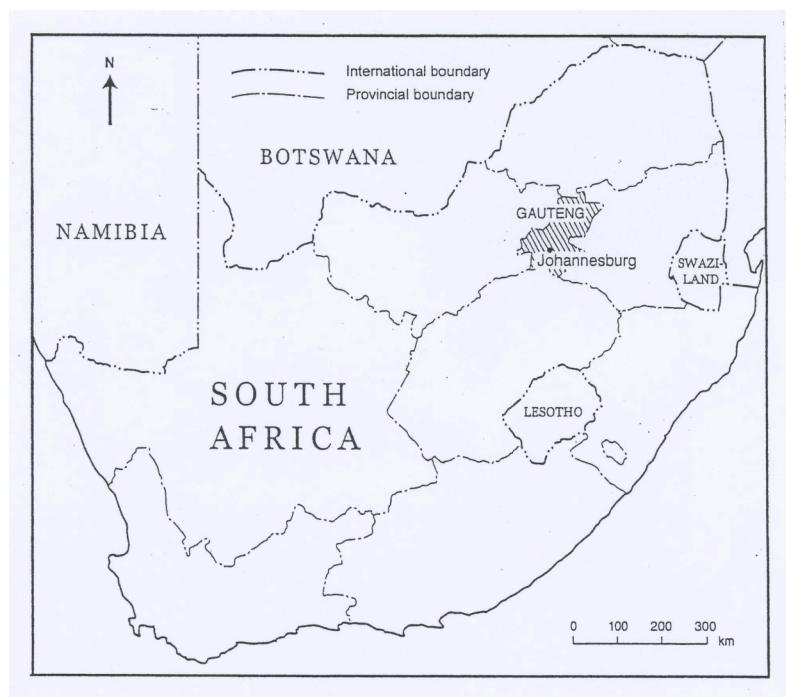 N
International boundary
Provincial boundary
BOTSWANA
NAMIBIA
GAUTENG
Johannesburg
SWAZI-
LAND
SOUTH
AFRICA
LESOTHO
0 100 200 300
km